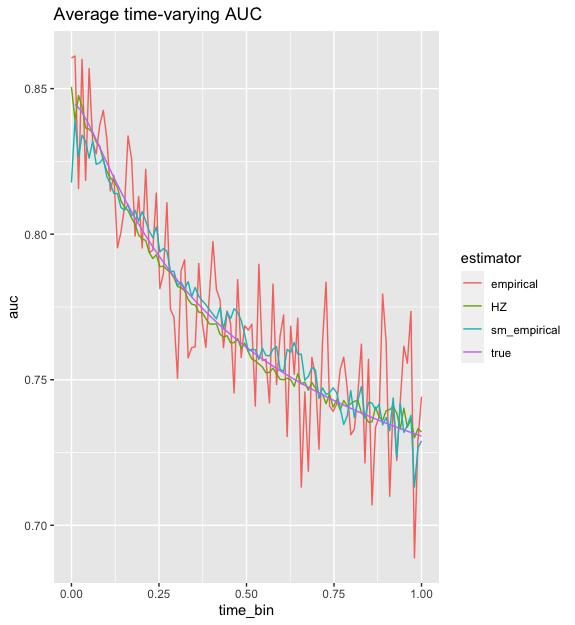 Average time-varying AUC
auc
0.85
0.80
0.75
0.70
0.00
0.25
0.50
0.75
1.00
time_bin
estimator
empirical
HZ
sm_empirical
true